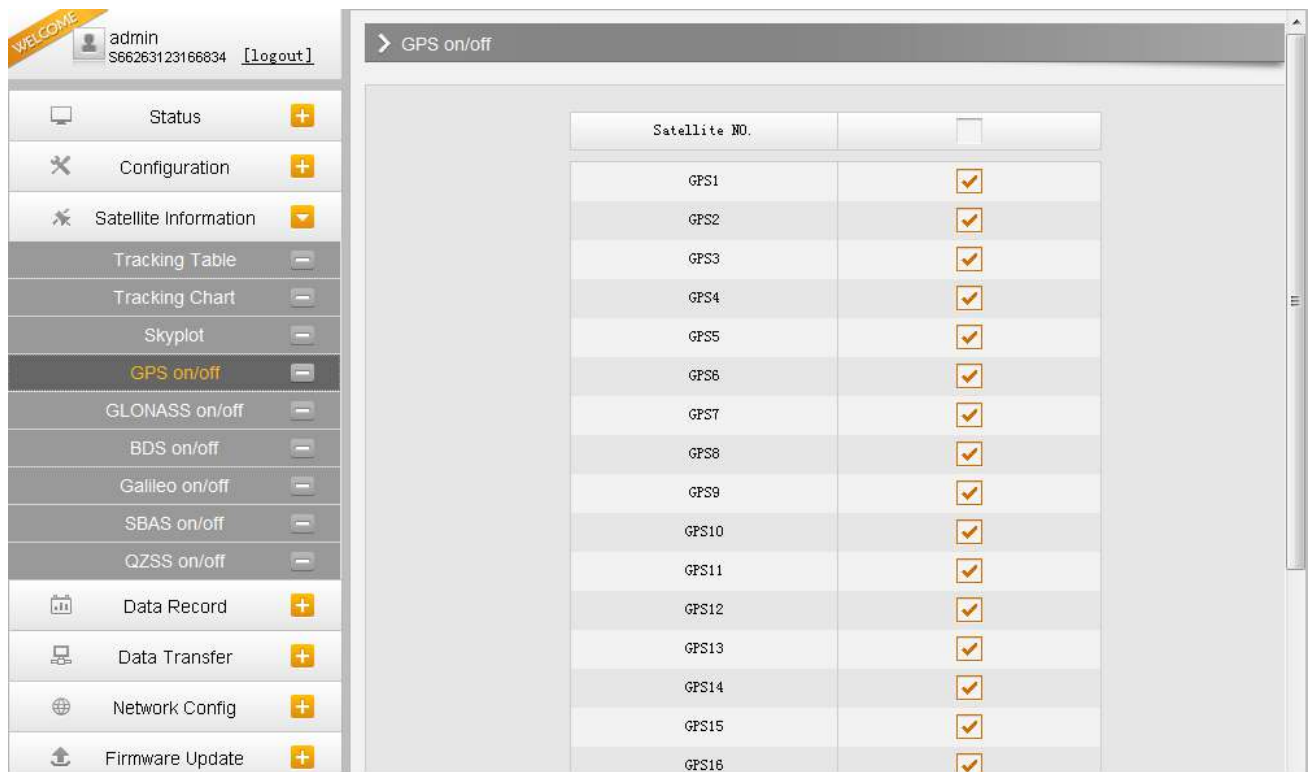 WELCOME
admin
S66263123166834 [logout]
Status
Configuration
Satellite Information
Tracking Table
Tracking Chart
Skyplot
GPS on/off
GLONASS on/off
BDS on/off
Galileo on/off
SBAS on/off
QZSS on/off
Data Record
Data Transfer
Network Config
Firmware Update
GPS on/off
Satellite NO.
GPS1
GPS2
GPS3
GPS4
GPS5
GPS6
GPS7
GPS8
GPS9
GPS10
GPS11
GPS12
GPS13
GPS14
GPS15
GPS16